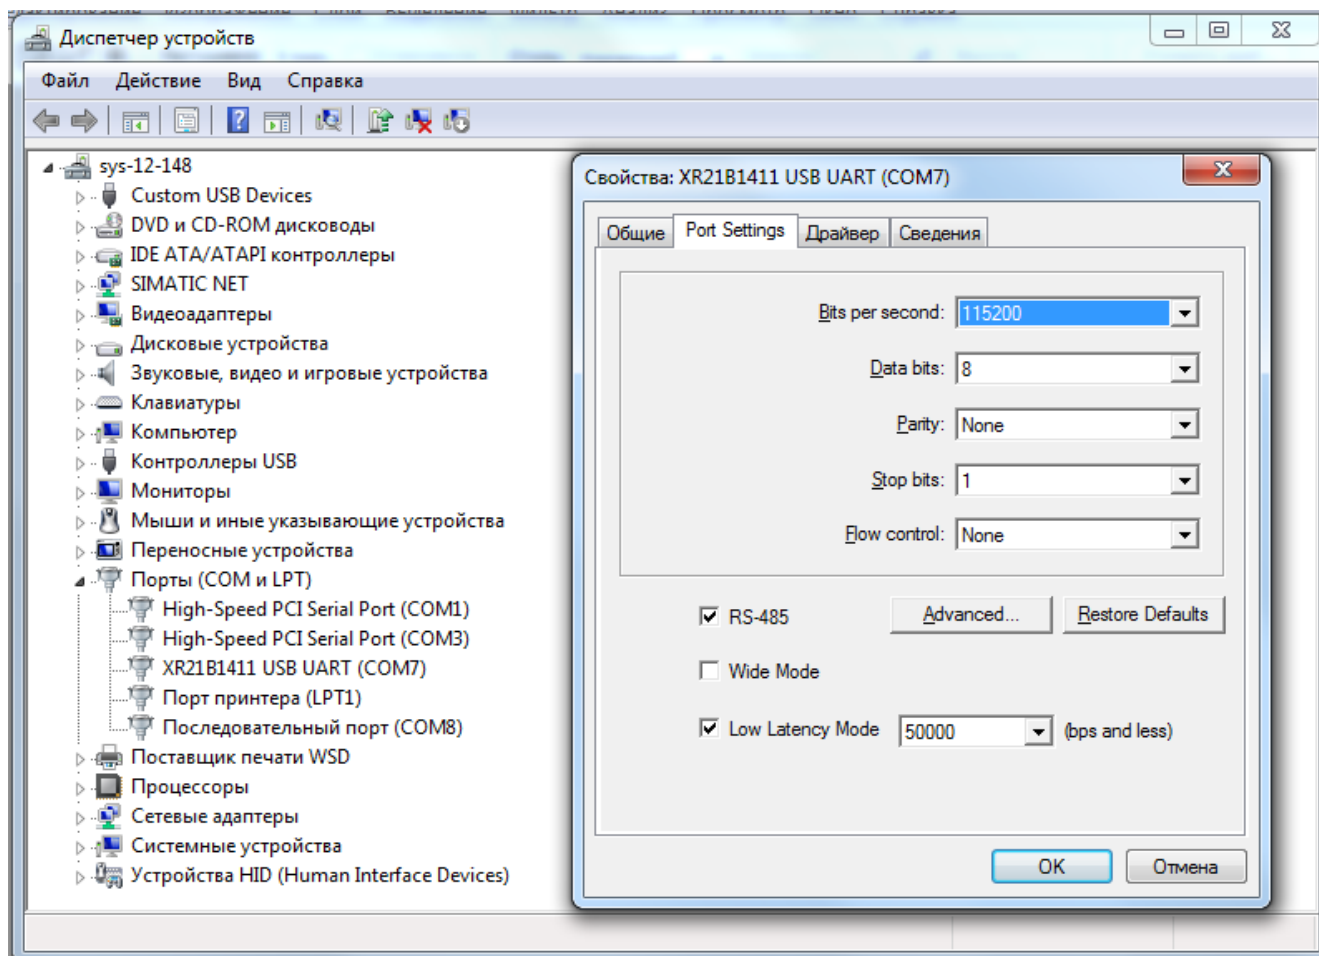 Диспетчер устройств
Файл Действие Вид Справка
sys-12-148
Custom USB Devices
DVD и CD-ROM дисководы
IDE ATA/ATAPI контроллеры
SIMATIC NET
Видеоадаптеры
Дисковые устройства
Звуковые, видео и игровые устройства
Клавиатуры
Компьютер
Контроллеры USB
Мониторы
Мыши и иные указывающие устройства
Переносные устройства
Порты (COM и LPT)
High-Speed PCI Serial Port (COM1)
High-Speed PCI Serial Port (COM3)
XR21B1411 USB UART (COM7)
Порт принтера (LPT1)
Последовательный порт (COM8)
Поставщик печати WSD
Процессоры
Сетевые адаптеры
Системные устройства
Устройства HID (Human Interface Devices)
Свойства: XR21B1411 USB UART (COM7)
Общие Port Settings Драйвер Сведения
Bits per second: 115200
Data bits: 8
Parity: None
Stop bits: 1
Flow control: None
RS-485 Advanced... Restore Defaults
Wide Mode
Low Latency Mode 50000 (bps and less)
OK Отмена